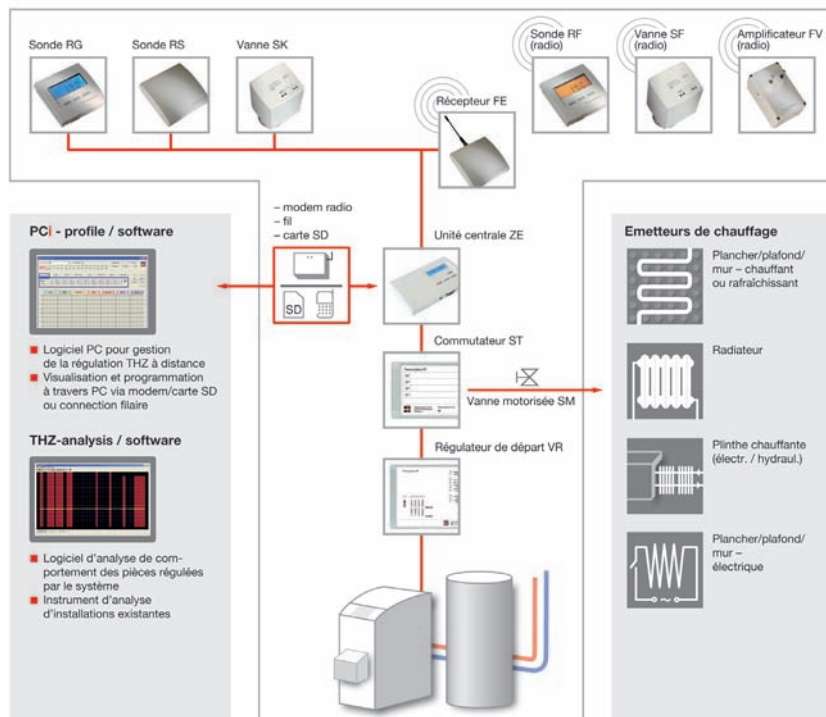 Sonde RG
Sonde RS
Vanne SK
Sonde RF
(radio)
Vanne SF
(radio)
Amplificateur FV
(radio)
Récepteur FE
PCi - profile / software
Logiciel PC pour gestion
de la régulation THZ à distance
Visualisation et programmation
à travers PC via modem/carte SD
ou connection filaire
THZ-analysis / software
Logiciel d'analyse de com-
portement des pièces régulées
par le système
Instrument d'analyse
d'installations existantes
– modem radio
– fil
– carte SD
SD
Unité centrale ZE
Commutateur ST
Vanne motorisée SM
Régulateur de départ VR
Emetteurs de chauffage
Plancher/plafond/
mur – chauffant
ou rafraîchissant
Radiateur
Plinthe chauffante
(électr. / hydraul.)
Plancher/plafond/
mur –
électrique